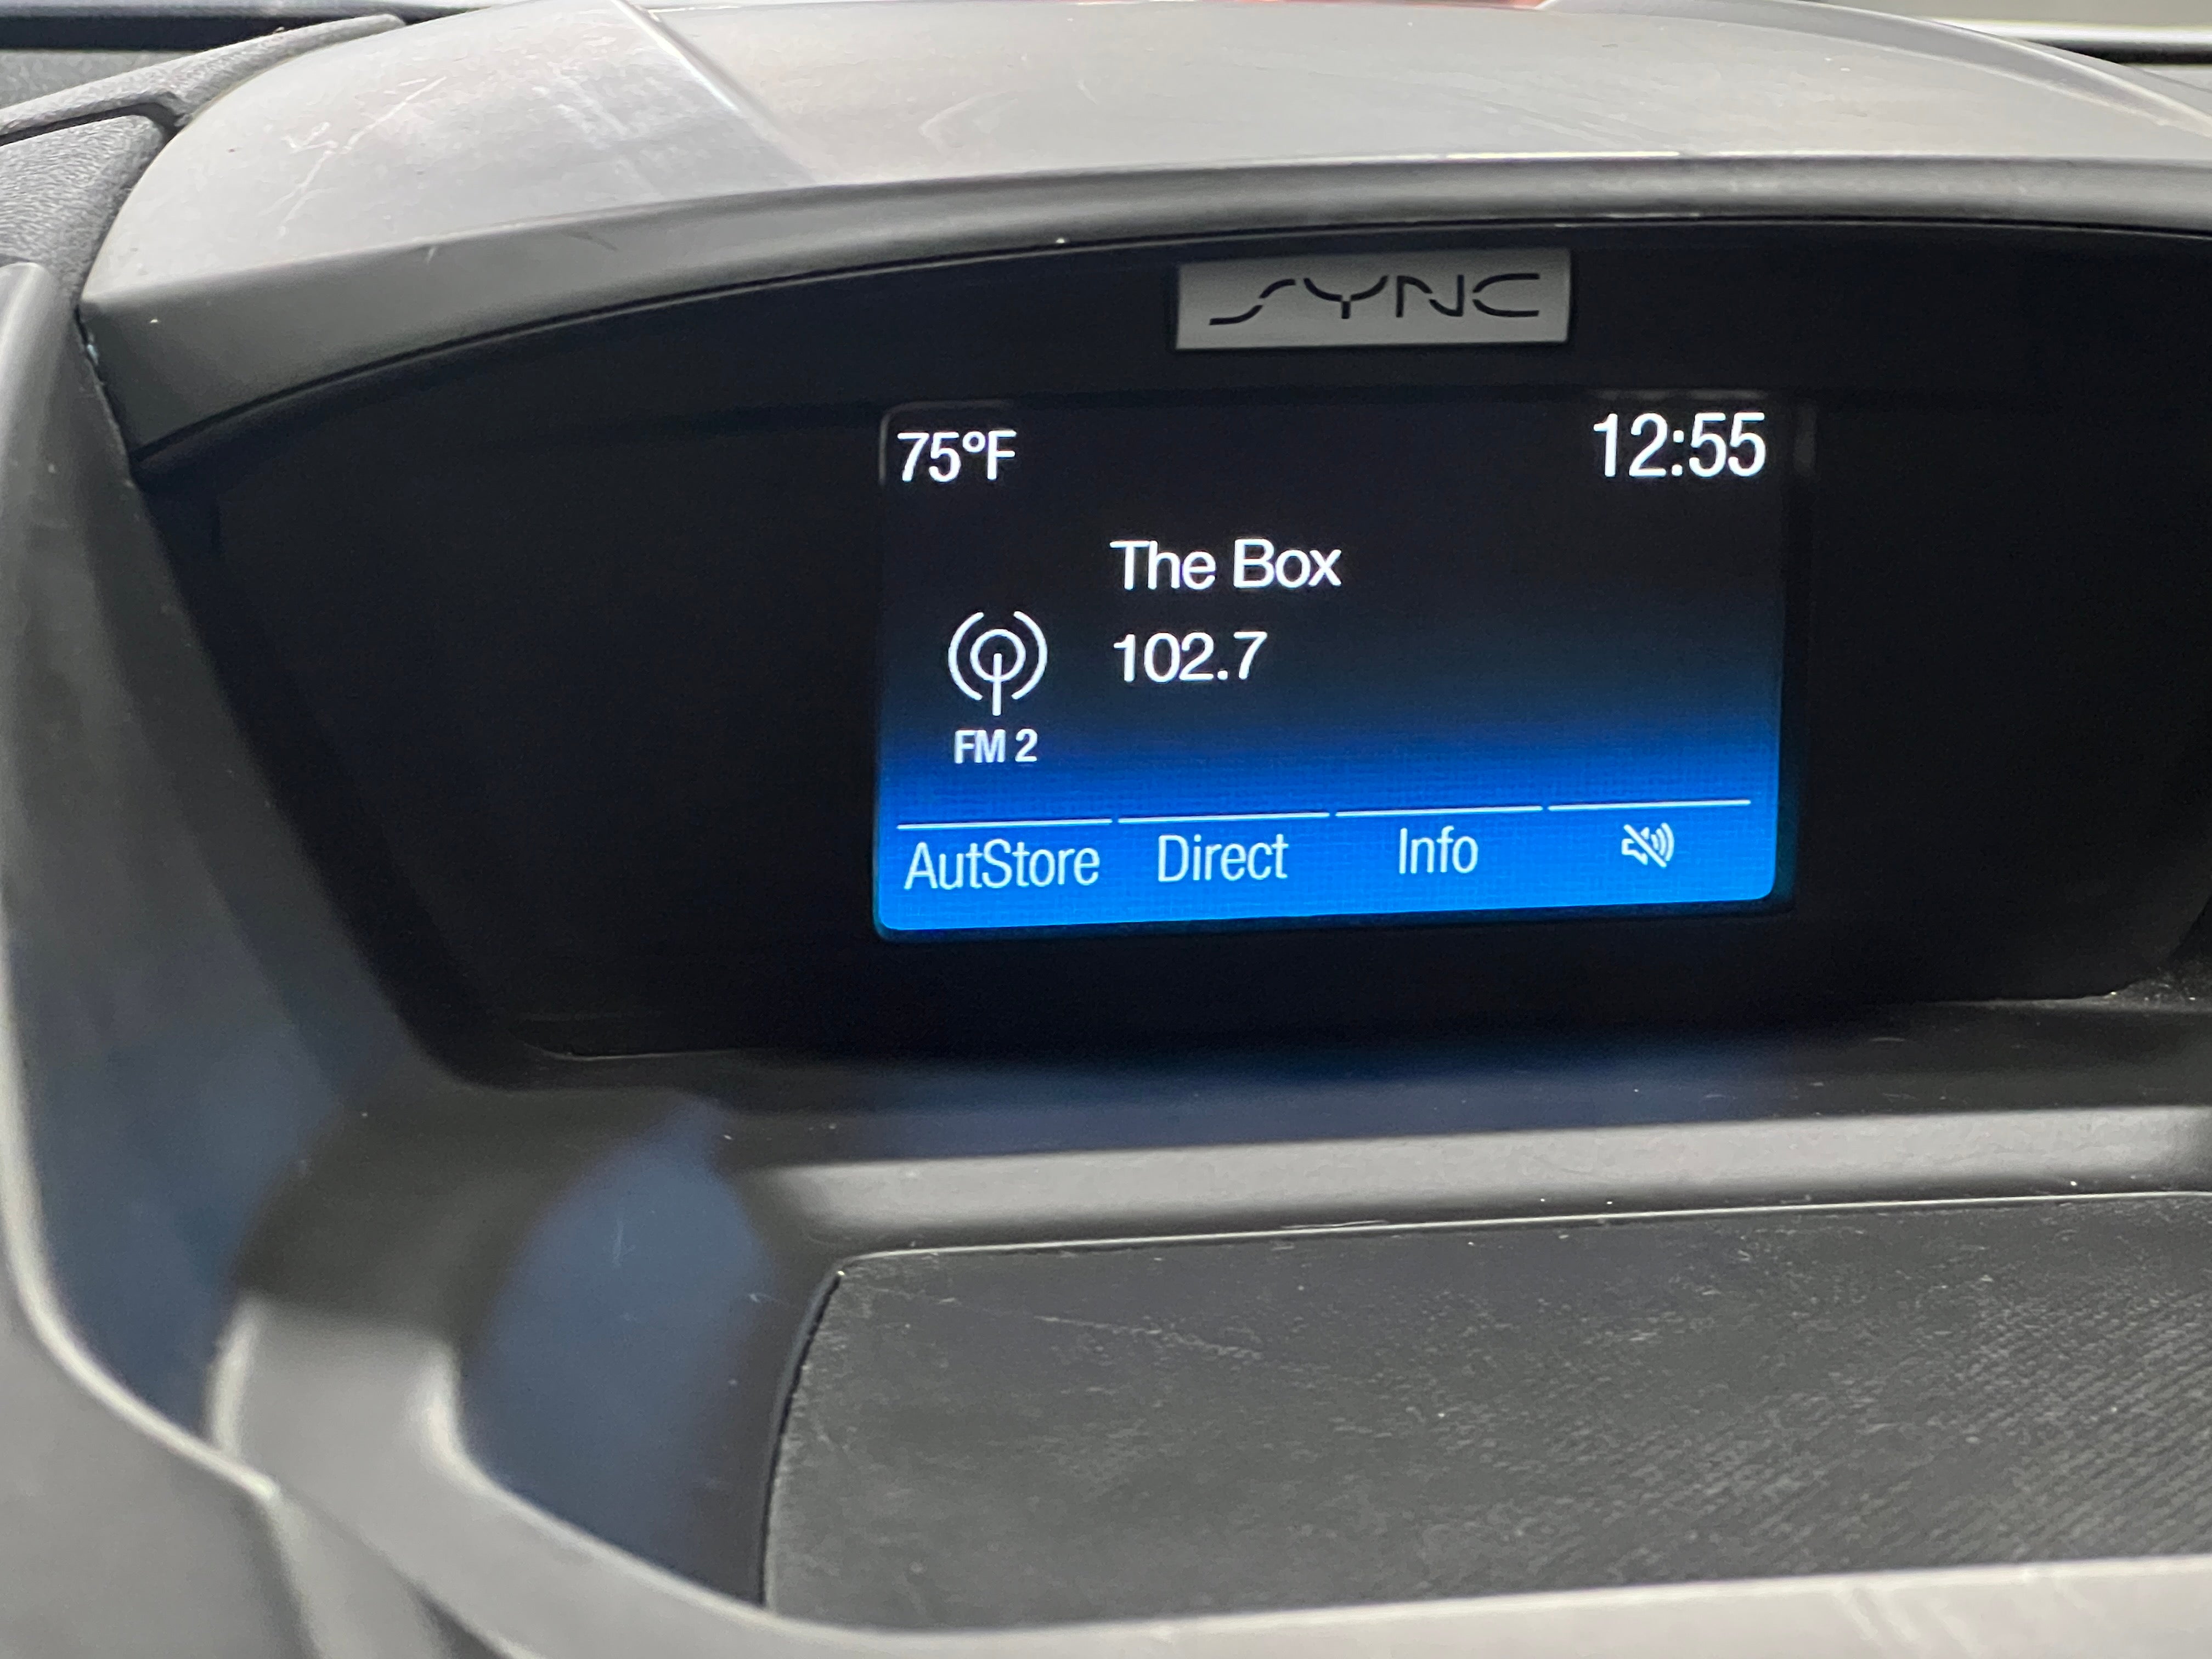 SYNC
75°F 12:55
The Box
102.7
FM 2
AutStore Direct Info